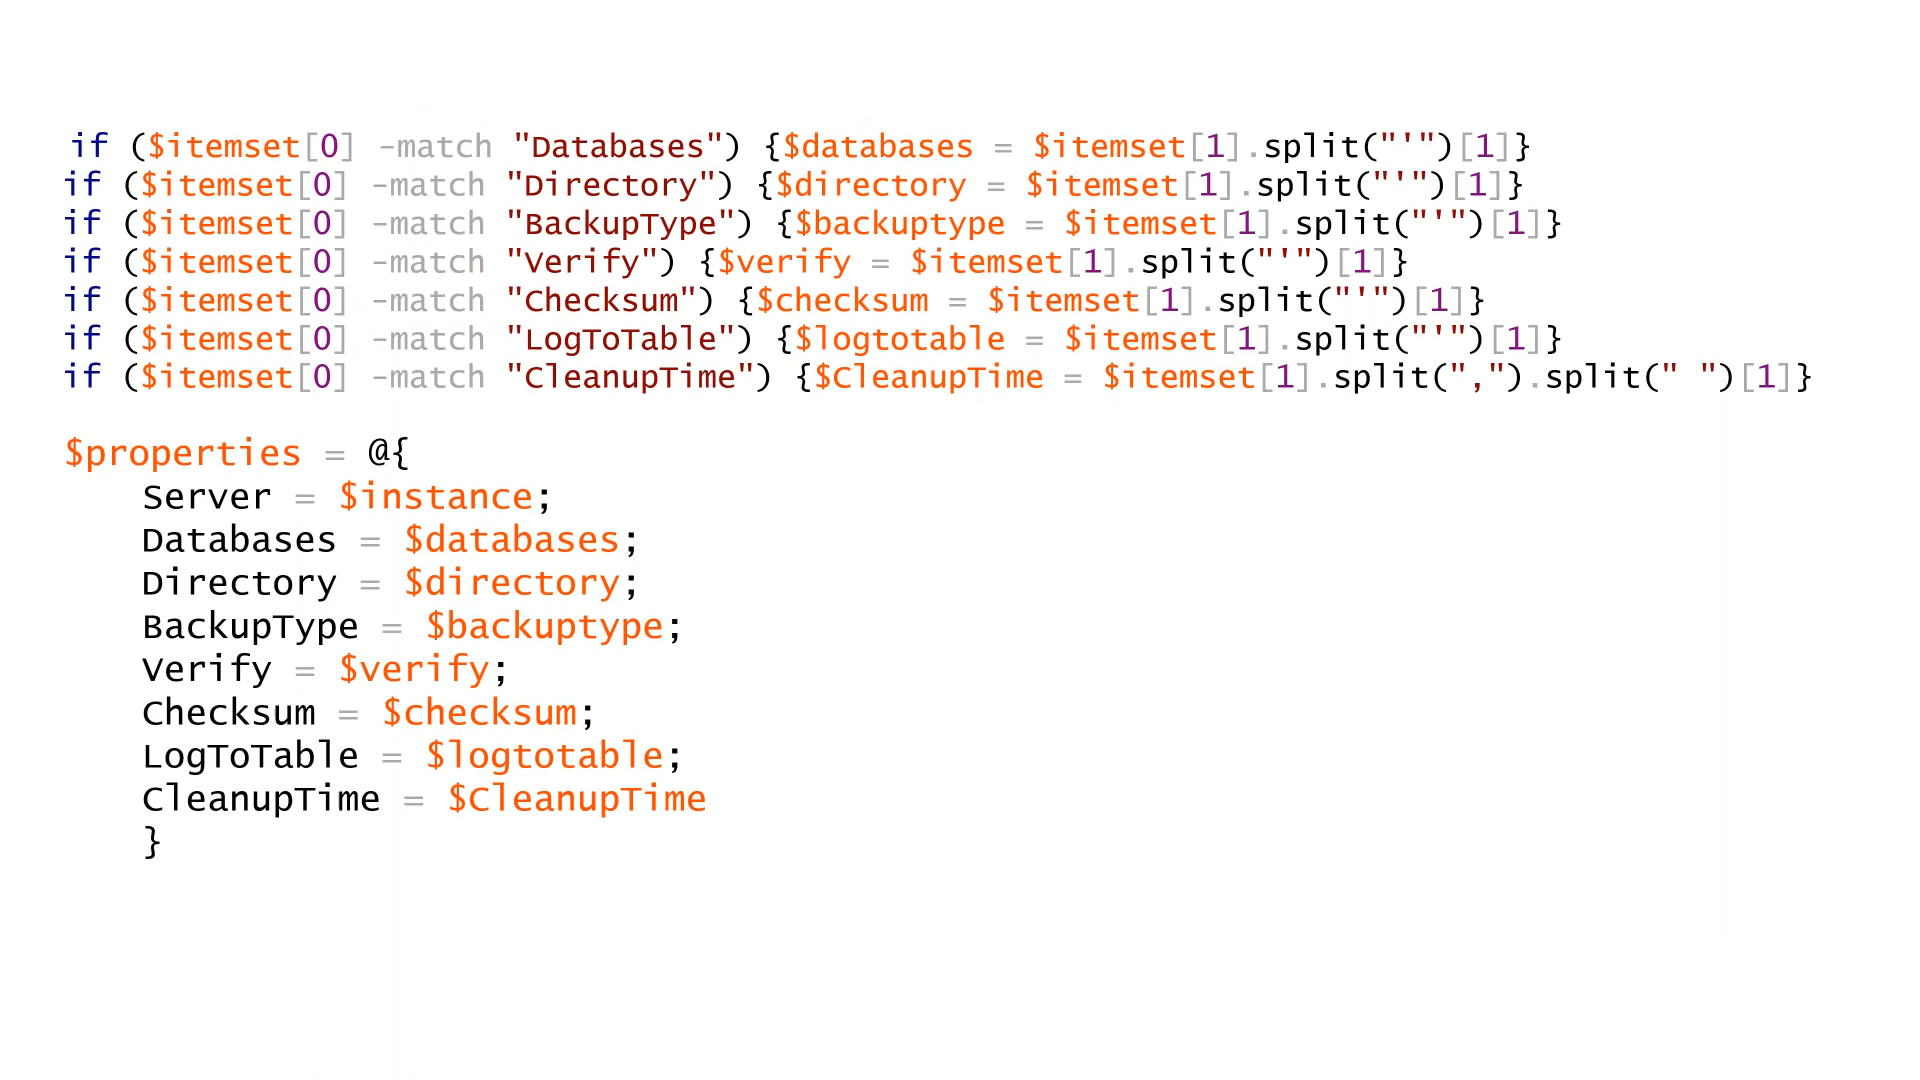 if ($itemset[0] -match "Databases") {$databases = $itemset[1].split("'")[1]}
if ($itemset[0] -match "Directory") {$directory = $itemset[1].split("'")[1]}
if ($itemset[0] -match "BackupType") {$backuptype = $itemset[1].split("'")[1]}
if ($itemset[0] -match "Verify") {$verify = $itemset[1].split("'")[1]}
if ($itemset[0] -match "Checksum") {$checksum = $itemset[1].split("'")[1]}
if ($itemset[0] -match "LogToTable") {$logtotable = $itemset[1].split("'")[1]}
if ($itemset[0] -match "CleanupTime") {$CleanupTime = $itemset[1].split(",").split(" ")[1]}
$properties = @{
Server = $instance;
Databases = $databases;
Directory = $directory;
BackupType = $backuptype;
Verify = $verify;
Checksum = $checksum;
LogToTable = $logtotable;
CleanupTime = $CleanupTime
}